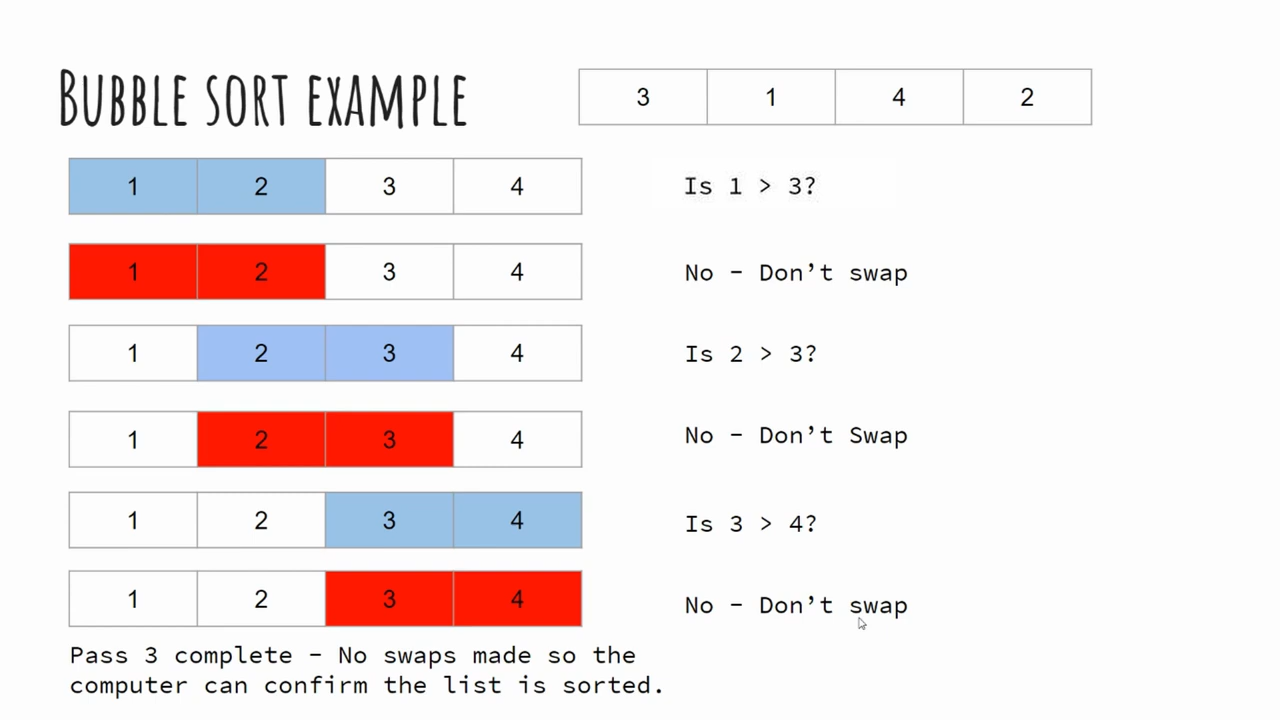 Bubble sort example
3 1 4 2
1 2 3 4 Is 1 > 3?
1 2 3 4 No - Don't swap
1 2 3 4 Is 2 > 3?
1 2 3 4 No - Don't Swap
1 2 3 4 Is 3 > 4?
1 2 3 4 No - Don't swap
Pass 3 complete - No swaps made so the
computer can confirm the list is sorted.